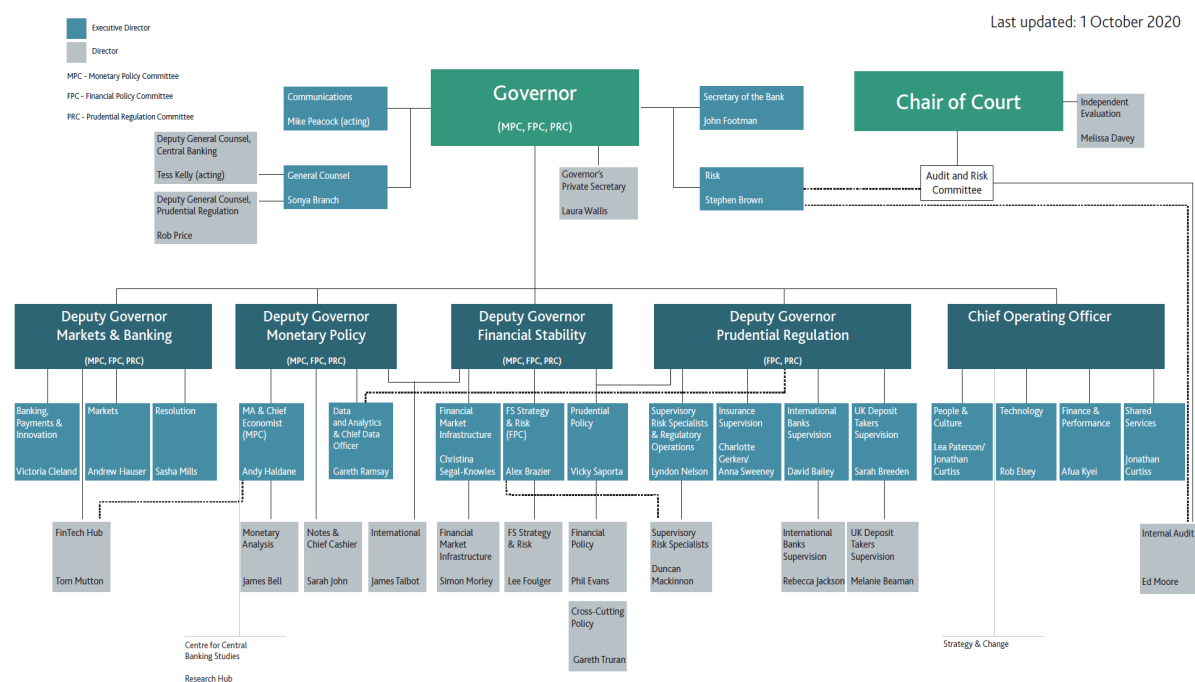 Last updated: 1 October 2020
Executive Director
Director
MPC - Monetary Policy Committee
FPC - Financial Policy Committee
PRC - Prudential Regulation Committee
Communications
Mike Peacock (acting)
Governor
(MPC, FPC, PRC)
Secretary of the Bank
John Footman
Chair of Court
Independent
Evaluation
Melissa Davey
Deputy General Counsel,
Central Banking
Tess Kelly (acting)
General Counsel
Sonya Branch
Deputy General Counsel,
Prudential Regulation
Rob Price
Governor's
Private Secretary
Laura Wallis
Risk
Stephen Brown
Audit and Risk
Committee
Deputy Governor
Markets & Banking
(MPC, FPC, PRC)
Deputy Governor
Monetary Policy
(MPC, FPC, PRC)
Deputy Governor
Financial Stability
(MPC, FPC, PRC)
Deputy Governor
Prudential Regulation
(FPC, PRC)
Chief Operating Officer
Banking,
Payments &
Innovation
Victoria Cleland
Markets
Andrew Hauser
Resolution
Sasha Mills
MA & Chief
Economist
(MPC)
Andy Haldane
Data
and Analytics
& Chief Data
Officer
Gareth Ramsay
Financial
Market
Infrastructure
Christina
Segal-Knowles
FS Strategy
& Risk
(FPC)
Alex Brazier
Prudential
Policy
Vicky Saporta
Supervisory
Risk Specialists
& Regulatory
Operations
Lyndon Nelson
Insurance
Supervision
Charlotte
Gerken/
Anna Sweeney
International
Banks
Supervision
David Bailey
UK Deposit
Takers
Supervision
Sarah Breeden
People &
Culture
Lea Paterson/
Jonathan
Curtiss
Technology
Rob Elsey
Finance &
Performance
Afua Kyei
Shared
Services
Jonathan
Curtiss
FinTech Hub
Tom Mutton
Monetary
Analysis
James Bell
Notes &
Chief Cashier
Sarah John
International
James Talbot
Financial
Market
Infrastructure
Simon Morley
FS Strategy
& Risk
Lee Foulger
Financial
Policy
Phil Evans
Supervisory
Risk Specialists
Duncan
Mackinnon
International
Banks
Supervision
Rebecca Jackson
UK Deposit
Takers
Supervision
Melanie Beaman
Internal Audit
Ed Moore
Cross-Cutting
Policy
Gareth Truran
Centre for Central
Banking Studies
Research Hub
Strategy & Change